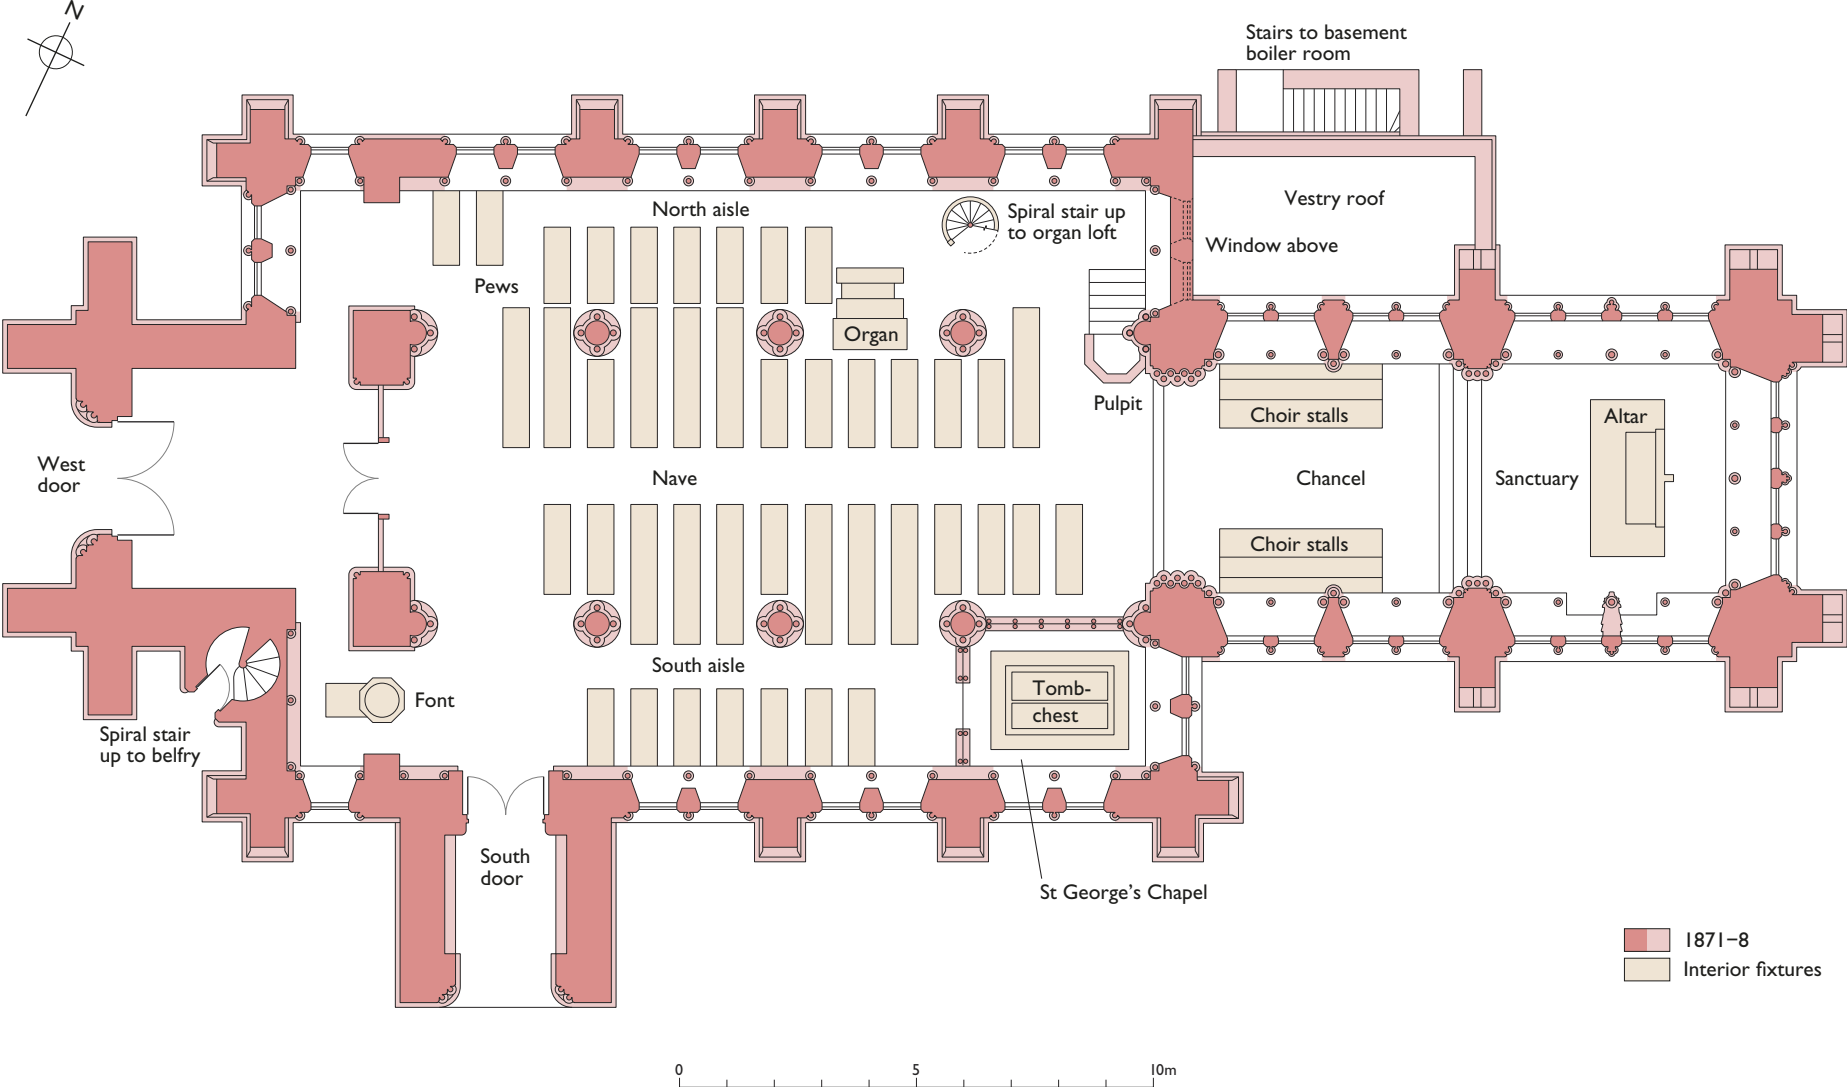 N
Stairs to basement
boiler room
North aisle
Spiral stair up
to organ loft
Vestry roof
Window above
Pews
Organ
Pulpit
Choir stalls
Altar
West
door
Nave
Chancel
Sanctuary
Choir stalls
South aisle
Font
Tomb-
chest
Spiral stair
up to belfry
South
door
St George’s Chapel
1871–8
Interior fixtures
0 5 10m